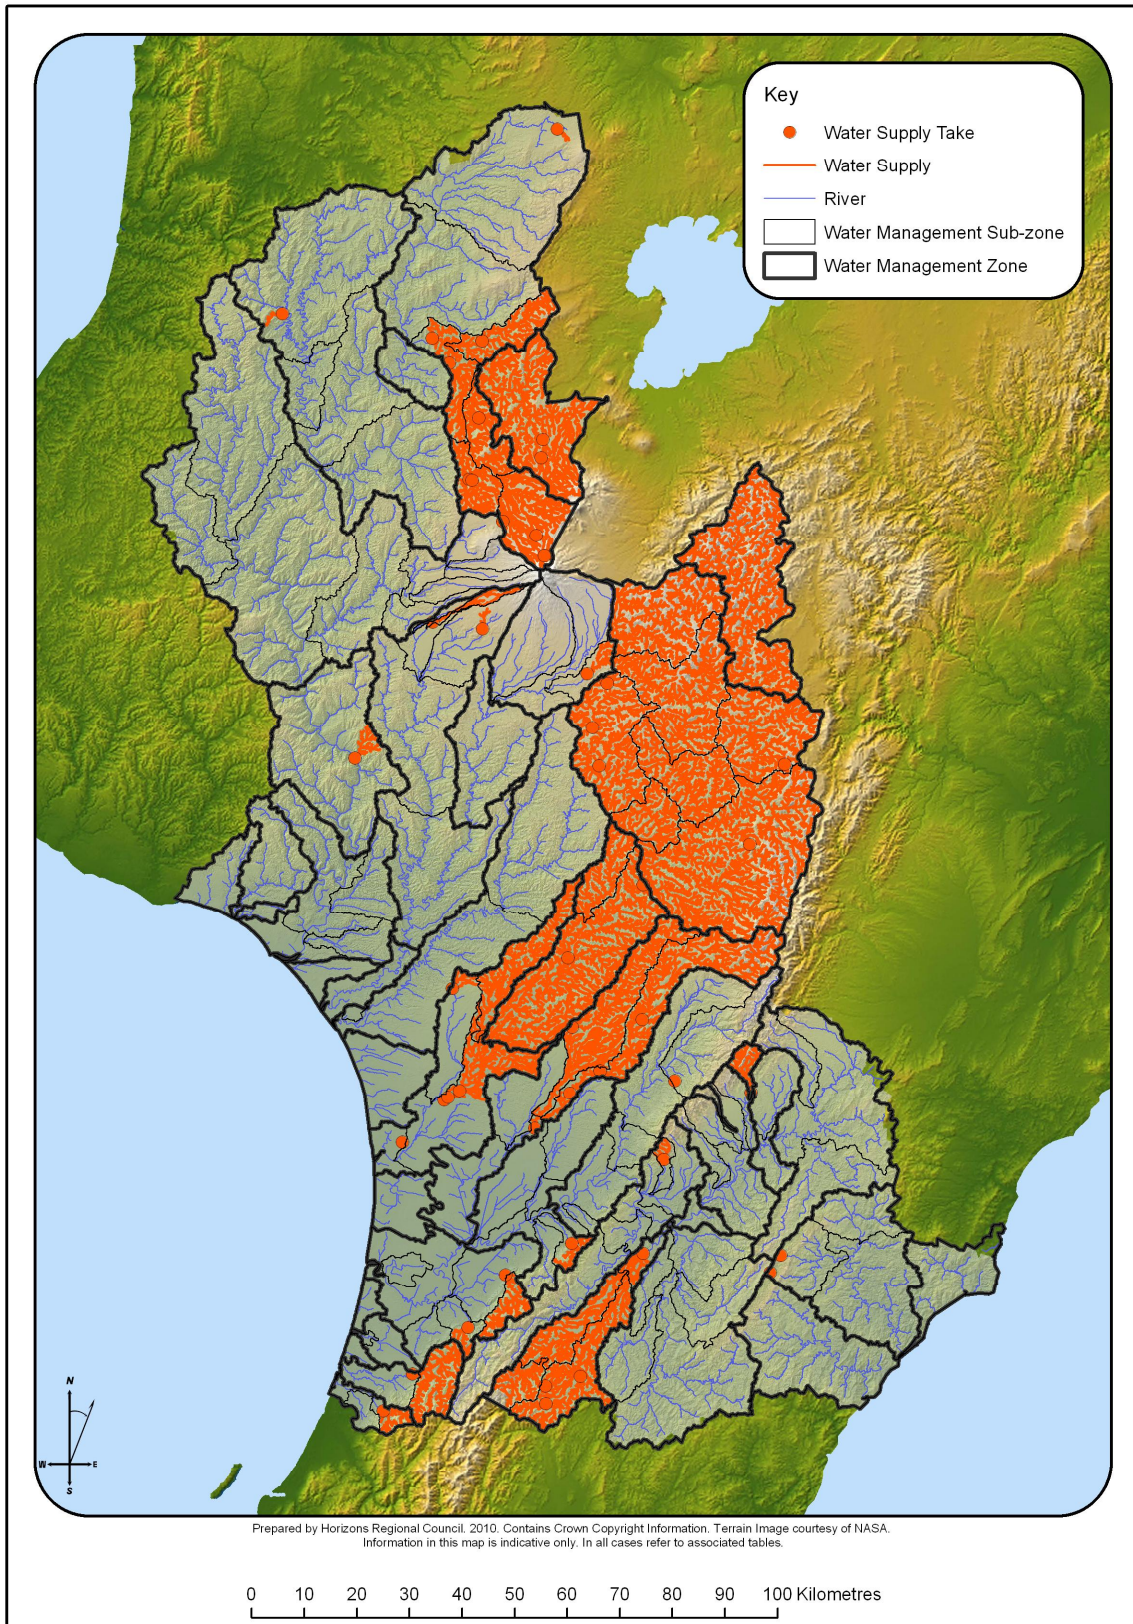 Key
Water Supply Take
Water Supply
River
Water Management Sub-zone
Water Management Zone
N
W E
S
Prepared by Horizons Regional Council. 2010. Contains Crown Copyright Information. Terrain Image courtesy of NASA.
Information in this map is indicative only. In all cases refer to associated tables.
0 10 20 30 40 50 60 70 80 90 100 Kilometres